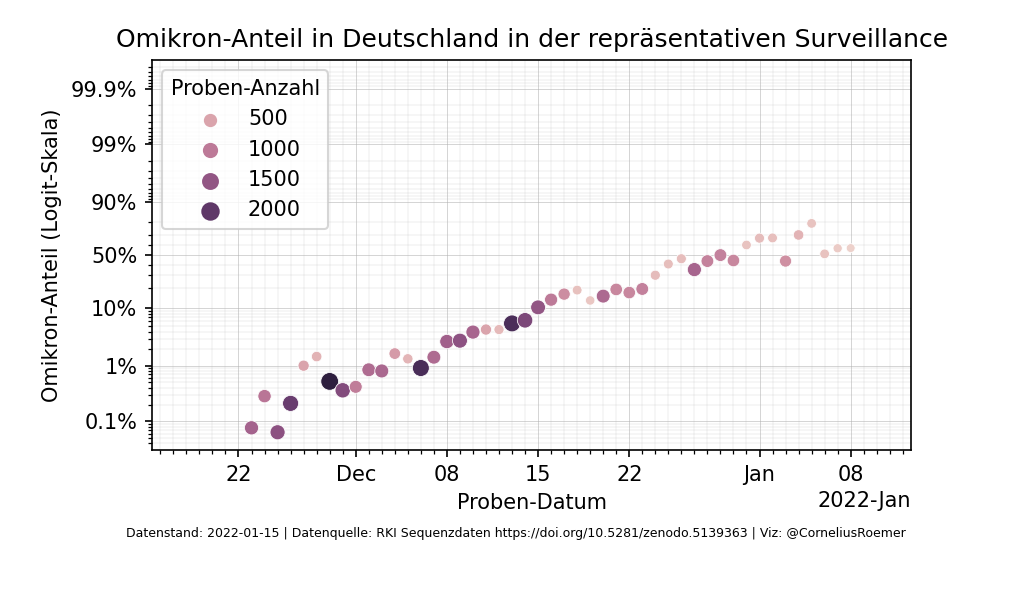 Omikron-Anteil in Deutschland in der repräsentativen Surveillance
Omikron-Anteil (Logit-Skala)
99.9%
99%
90%
50%
10%
1%
0.1%
Proben-Anzahl
500
1000
1500
2000
22 Dec 08 15 22 Jan 08
Proben-Datum
2022-Jan
Datenstand: 2022-01-15 | Datenquelle: RKI Sequenzdaten https://doi.org/10.5281/zenodo.5139363 | Viz: @CorneliusRoemer